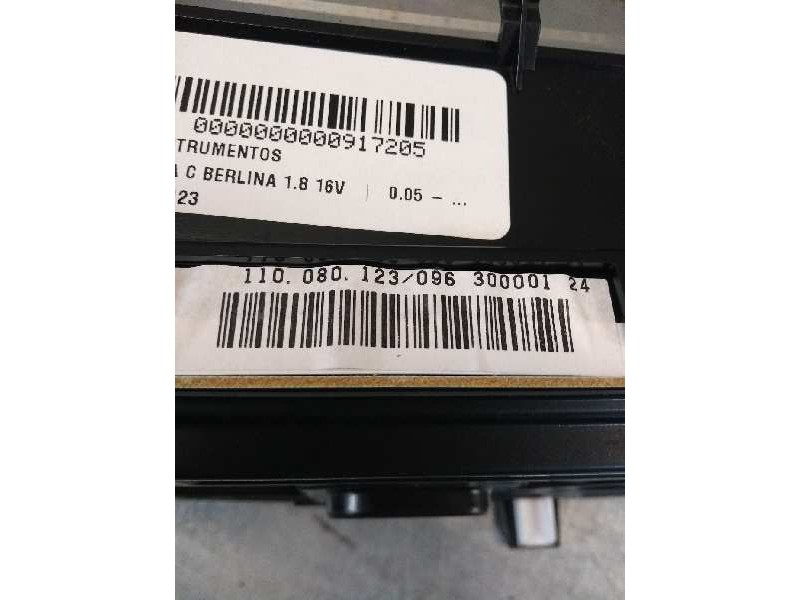 0000000000917205
TRUMENTOS
A C BERLINA 1.8 16V | 0.05 - ...
23
110.080.123/096 300001 24